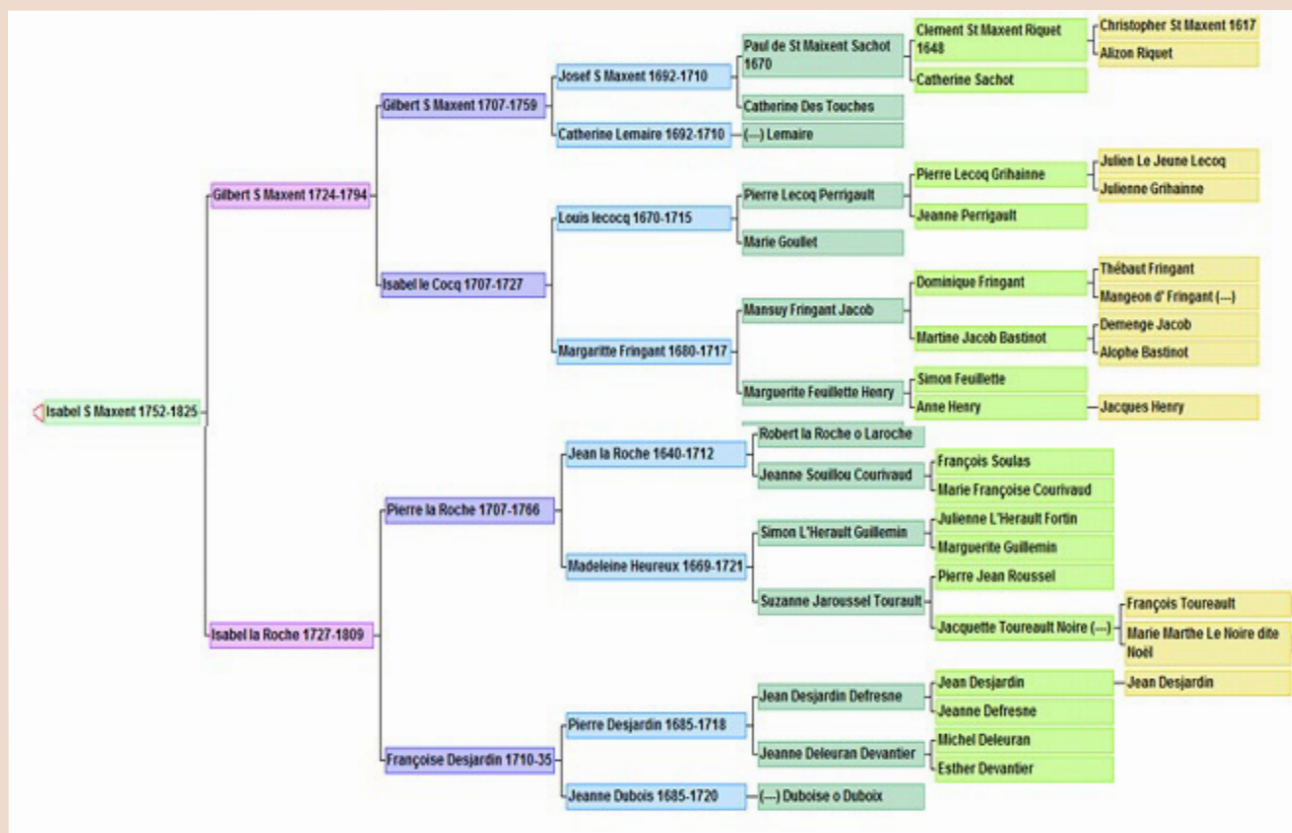 Isabel S Maxent 1752-1825
Gilbert S Maxent 1724-1794
Isabel la Roche 1727-1809
Gilbert S Maxent 1707-1759
Isabel le Cocq 1707-1727
Pierre la Roche 1707-1766
Françoise Desjardin 1710-35
Josef S Maxent 1692-1710
Catherine Lemaire 1692-1710
Louis lecocq 1670-1715
Margaritte Fringant 1680-1717
Jean la Roche 1640-1712
Madeleine Heureux 1669-1721
Pierre Desjardin 1685-1718
Jeanne Dubois 1685-1720
Paul de St Maixent Sachot
1670
Catherine Des Touches
(---) Lemaire
Pierre Lecoq Perrigault
Marie Goullet
Mansuy Fringant Jacob
Marguerite Feuillette Henry
Robert la Roche o Laroche
Jeanne Souillou Courivaud
Simon L'Herault Guillemin
Suzanne Jaroussel Tourault
Jean Desjardin Defresne
Jeanne Deleuran Devantier
(---) Duboise o Duboix
Clement St Maxent Riquet
1648
Catherine Sachot
Pierre Lecoq Grihainne
Jeanne Perrigault
Dominique Fringant
Martine Jacob Bastinot
Simon Feuillette
Anne Henry
François Soulas
Marie Françoise Courivaud
Julienne L'Herault Fortin
Marguerite Guillemin
Pierre Jean Roussel
Jacquette Toureault Noire (---)
Jean Desjardin
Jeanne Defresne
Michel Deleuran
Esther Devantier
Christopher St Maxent 1617
Alizon Riquet
Julien Le Jeune Lecoq
Julienne Grihainne
Thébaut Fringant
Mangeon d' Fringant (---)
Demenge Jacob
Alophe Bastinot
Jacques Henry
François Toureault
Marie Marthe Le Noire dite
Noël
Jean Desjardin